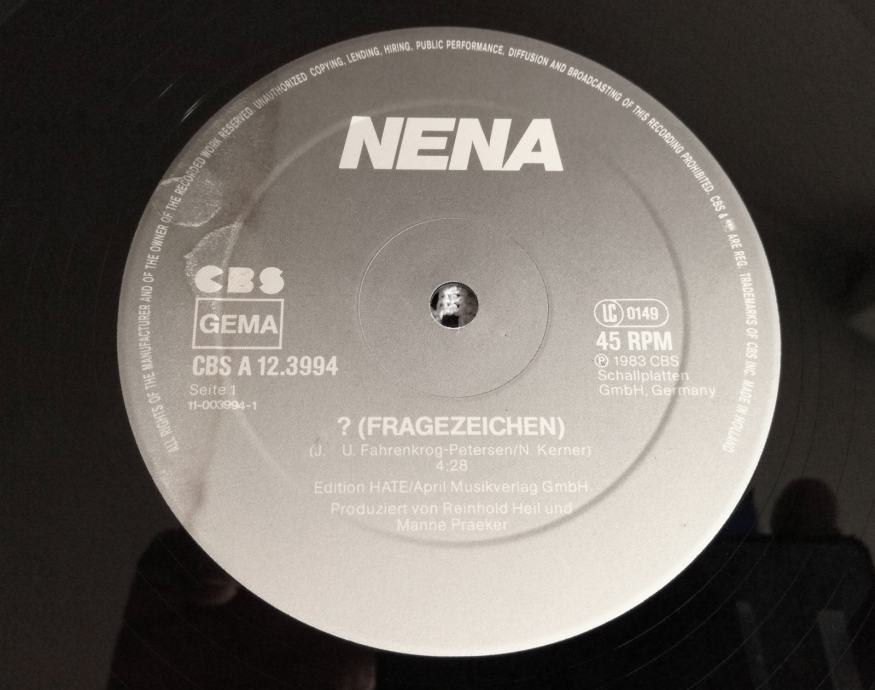 ALL RIGHTS OF THE MANUFACTURER AND OF THE OWNER OF THE RECORDED WORK RESERVED. UNAUTHORIZED COPYING, LENDING, HIRING, PUBLIC PERFORMANCE, DIFFUSION AND BROADCASTING OF THIS RECORDING PROHIBITED. CBS & ARE REG. TRADEMARKS OF CBS INC. MADE IN HOLLAND
NENA
CBS
GEMA
CBS A 12.3994
Seite 1
11-003994-1
LC 0149
45 RPM
Ⓟ 1983 CBS
Schallplatten
GmbH, Germany
? (FRAGEZEICHEN)
(J. U. Fahrenkrog-Petersen/N. Kerner)
4:28
Edition HATE/April Musikverlag GmbH
Produziert von Reinhold Heil und
Manne Praeker